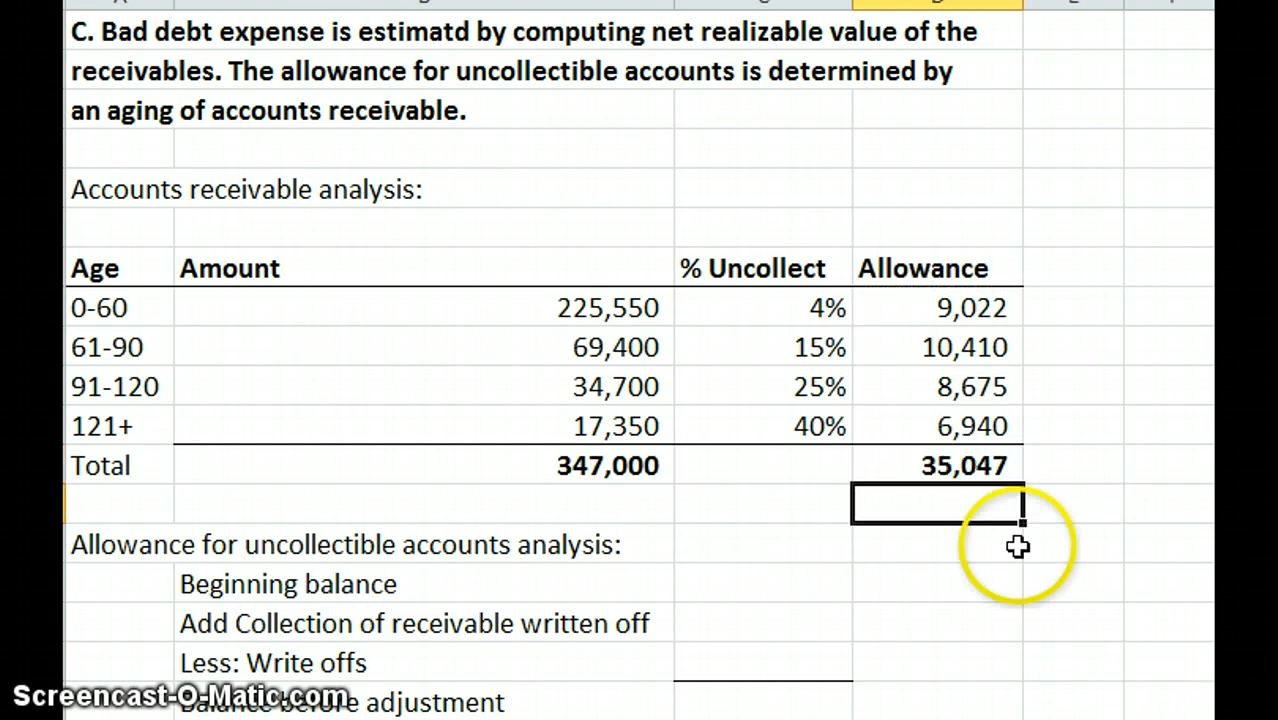 C. Bad debt expense is estimatd by computing net realizable value of the
receivables. The allowance for uncollectible accounts is determined by
an aging of accounts receivable.
Accounts receivable analysis:
Age Amount % Uncollect Allowance
0-60 225,550 4% 9,022
61-90 69,400 15% 10,410
91-120 34,700 25% 8,675
121+ 17,350 40% 6,940
Total 347,000 35,047
Allowance for uncollectible accounts analysis:
Beginning balance
Add Collection of receivable written off
Less: Write offs
Balance before adjustment
Screencast-O-Matic.com